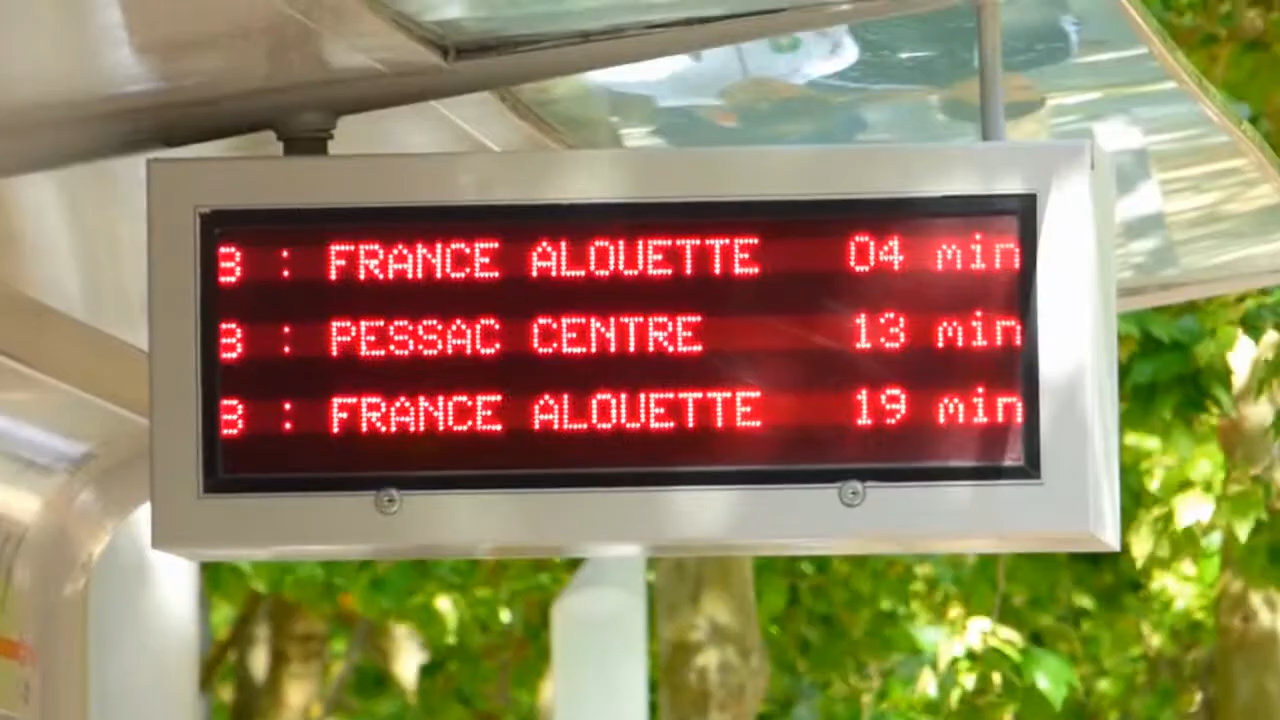 B : FRANCE ALOUETTE 04 min
B : PESSAC CENTRE 13 min
B : FRANCE ALOUETTE 19 min